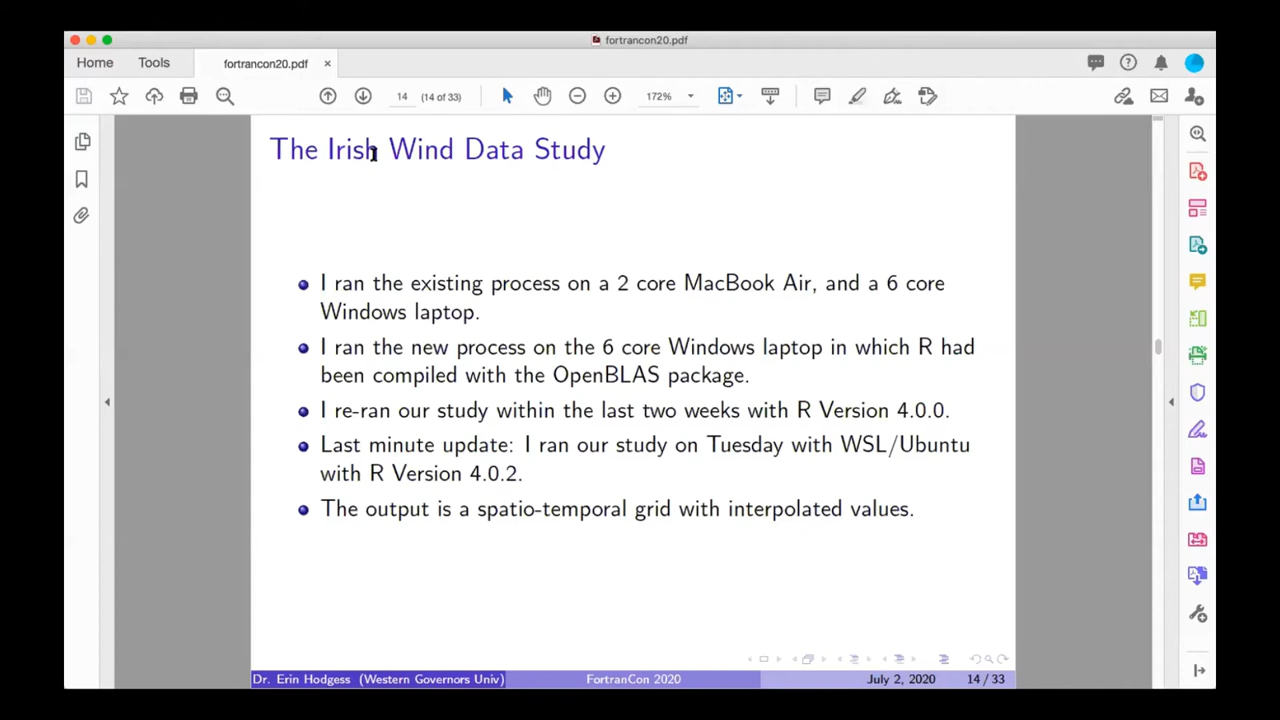 fortrancon20.pdf
Home
Tools
fortrancon20.pdf
14
(14 of 33)
172%
The Irish Wind Data Study
I ran the existing process on a 2 core MacBook Air, and a 6 core
Windows laptop.
I ran the new process on the 6 core Windows laptop in which R had
been compiled with the OpenBLAS package.
I re-ran our study within the last two weeks with R Version 4.0.0.
Last minute update: I ran our study on Tuesday with WSL/Ubuntu
with R Version 4.0.2.
The output is a spatio-temporal grid with interpolated values.
Dr. Erin Hodgess (Western Governors Univ)
FortranCon 2020
July 2, 2020
14 / 33